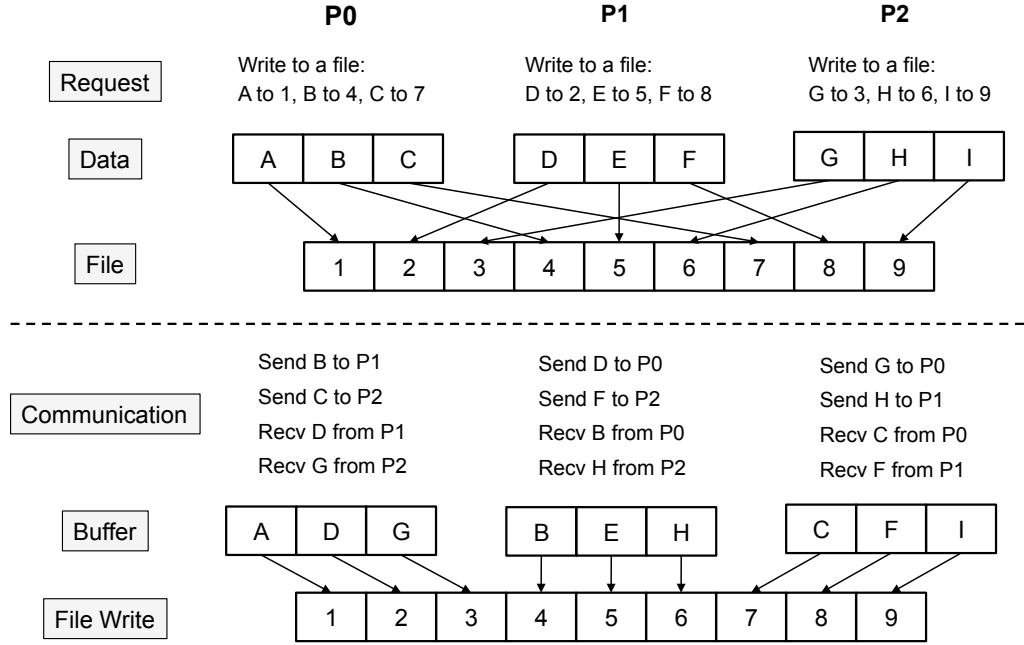 P0 P1 P2
Request
Write to a file:
A to 1, B to 4, C to 7
Write to a file:
D to 2, E to 5, F to 8
Write to a file:
G to 3, H to 6, I to 9
Data
A B C
D E F
G H I
File
1 2 3 4 5 6 7 8 9
Communication
Send B to P1
Send C to P2
Recv D from P1
Recv G from P2
Send D to P0
Send F to P2
Recv B from P0
Recv H from P2
Send G to P0
Send H to P1
Recv C from P0
Recv F from P1
Buffer
A D G
B E H
C F I
File Write
1 2 3 4 5 6 7 8 9